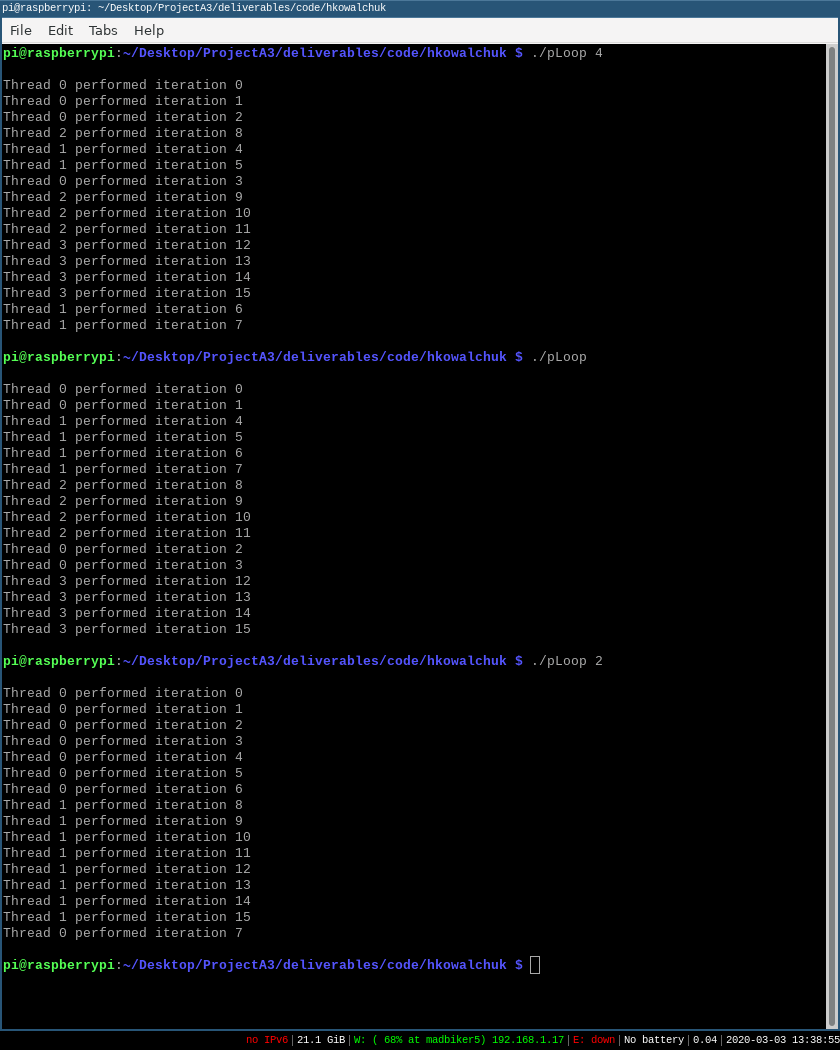 pi@raspberrypi: ~/Desktop/ProjectA3/deliverables/code/hkowalchuk
File Edit Tabs Help
pi@raspberrypi:~/Desktop/ProjectA3/deliverables/code/hkowalchuk $ ./pLoop 4
Thread 0 performed iteration 0
Thread 0 performed iteration 1
Thread 0 performed iteration 2
Thread 2 performed iteration 8
Thread 1 performed iteration 4
Thread 1 performed iteration 5
Thread 0 performed iteration 3
Thread 2 performed iteration 9
Thread 2 performed iteration 10
Thread 2 performed iteration 11
Thread 3 performed iteration 12
Thread 3 performed iteration 13
Thread 3 performed iteration 14
Thread 3 performed iteration 15
Thread 1 performed iteration 6
Thread 1 performed iteration 7
pi@raspberrypi:~/Desktop/ProjectA3/deliverables/code/hkowalchuk $ ./pLoop
Thread 0 performed iteration 0
Thread 0 performed iteration 1
Thread 1 performed iteration 4
Thread 1 performed iteration 5
Thread 1 performed iteration 6
Thread 1 performed iteration 7
Thread 2 performed iteration 8
Thread 2 performed iteration 9
Thread 2 performed iteration 10
Thread 2 performed iteration 11
Thread 0 performed iteration 2
Thread 0 performed iteration 3
Thread 3 performed iteration 12
Thread 3 performed iteration 13
Thread 3 performed iteration 14
Thread 3 performed iteration 15
pi@raspberrypi:~/Desktop/ProjectA3/deliverables/code/hkowalchuk $ ./pLoop 2
Thread 0 performed iteration 0
Thread 0 performed iteration 1
Thread 0 performed iteration 2
Thread 0 performed iteration 3
Thread 0 performed iteration 4
Thread 0 performed iteration 5
Thread 0 performed iteration 6
Thread 1 performed iteration 8
Thread 1 performed iteration 9
Thread 1 performed iteration 10
Thread 1 performed iteration 11
Thread 1 performed iteration 12
Thread 1 performed iteration 13
Thread 1 performed iteration 14
Thread 1 performed iteration 15
Thread 0 performed iteration 7
pi@raspberrypi:~/Desktop/ProjectA3/deliverables/code/hkowalchuk $
no IPv6|21.1 GiB|W: ( 68% at madbiker5) 192.168.1.17|E: down|No battery|0.04|2020-03-03 13:38:55